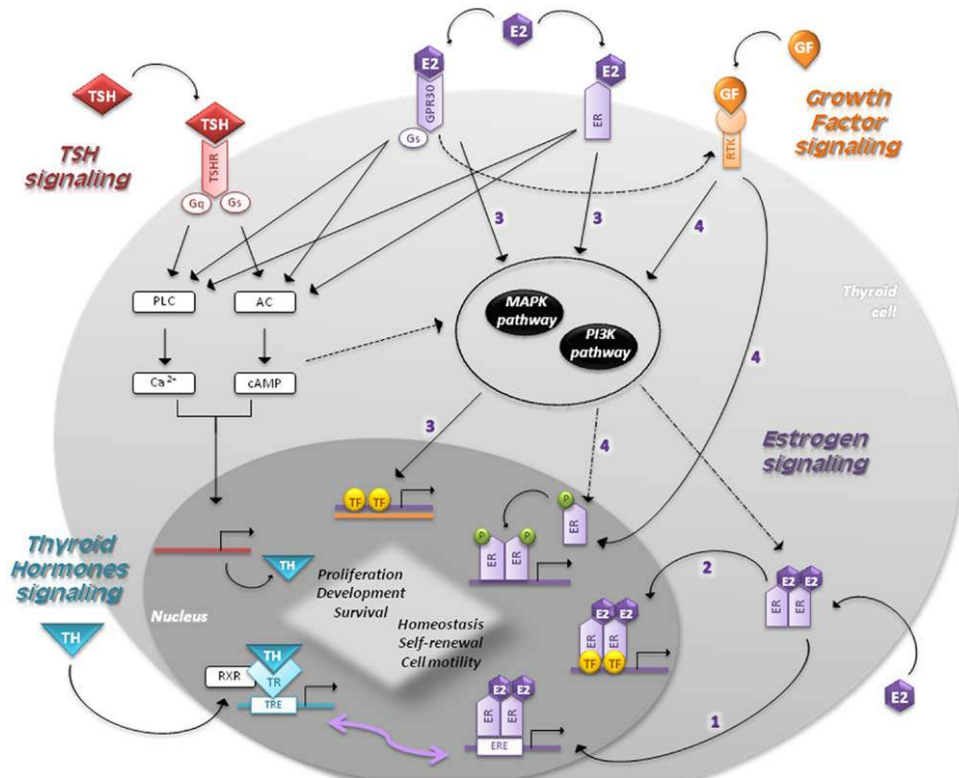 E2
E2
E2
GF
TSH
GPR30
ER
GF
Growth
Factor
signaling
TSH
TSH
signaling
Gs
RTK
TSHR
Gq
Gs
3
3
4
PLC
AC
MAPK
pathway
Thyroid
cell
PI3K
pathway
4
Ca2+
cAMP
3
4
Estrogen
signaling
TF
TF
P
ER
P
P
ER
ER
Thyroid
Hormones
signaling
TH
Proliferation
Development
Survival
2
E2
E2
ER
ER
Nucleus
Homeostasis
Self-renewal
Cell motility
E2
E2
ER
ER
TF
TF
TH
TH
RXR
TR
TRE
E2
E2
ER
ER
ERE
1
E2